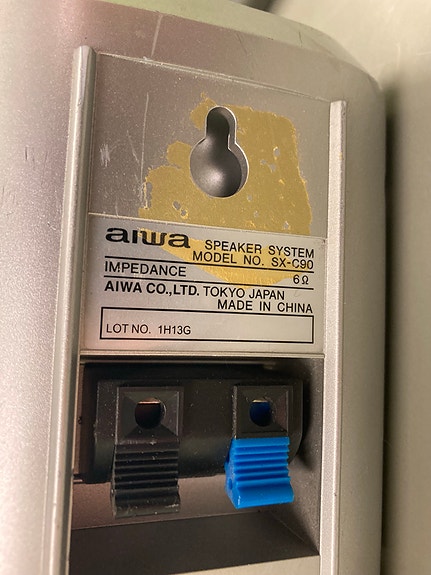 aiwa SPEAKER SYSTEM
MODEL NO. SX-C90
IMPEDANCE 6Ω
AIWA CO.,LTD. TOKYO JAPAN
MADE IN CHINA
LOT NO. 1H13G